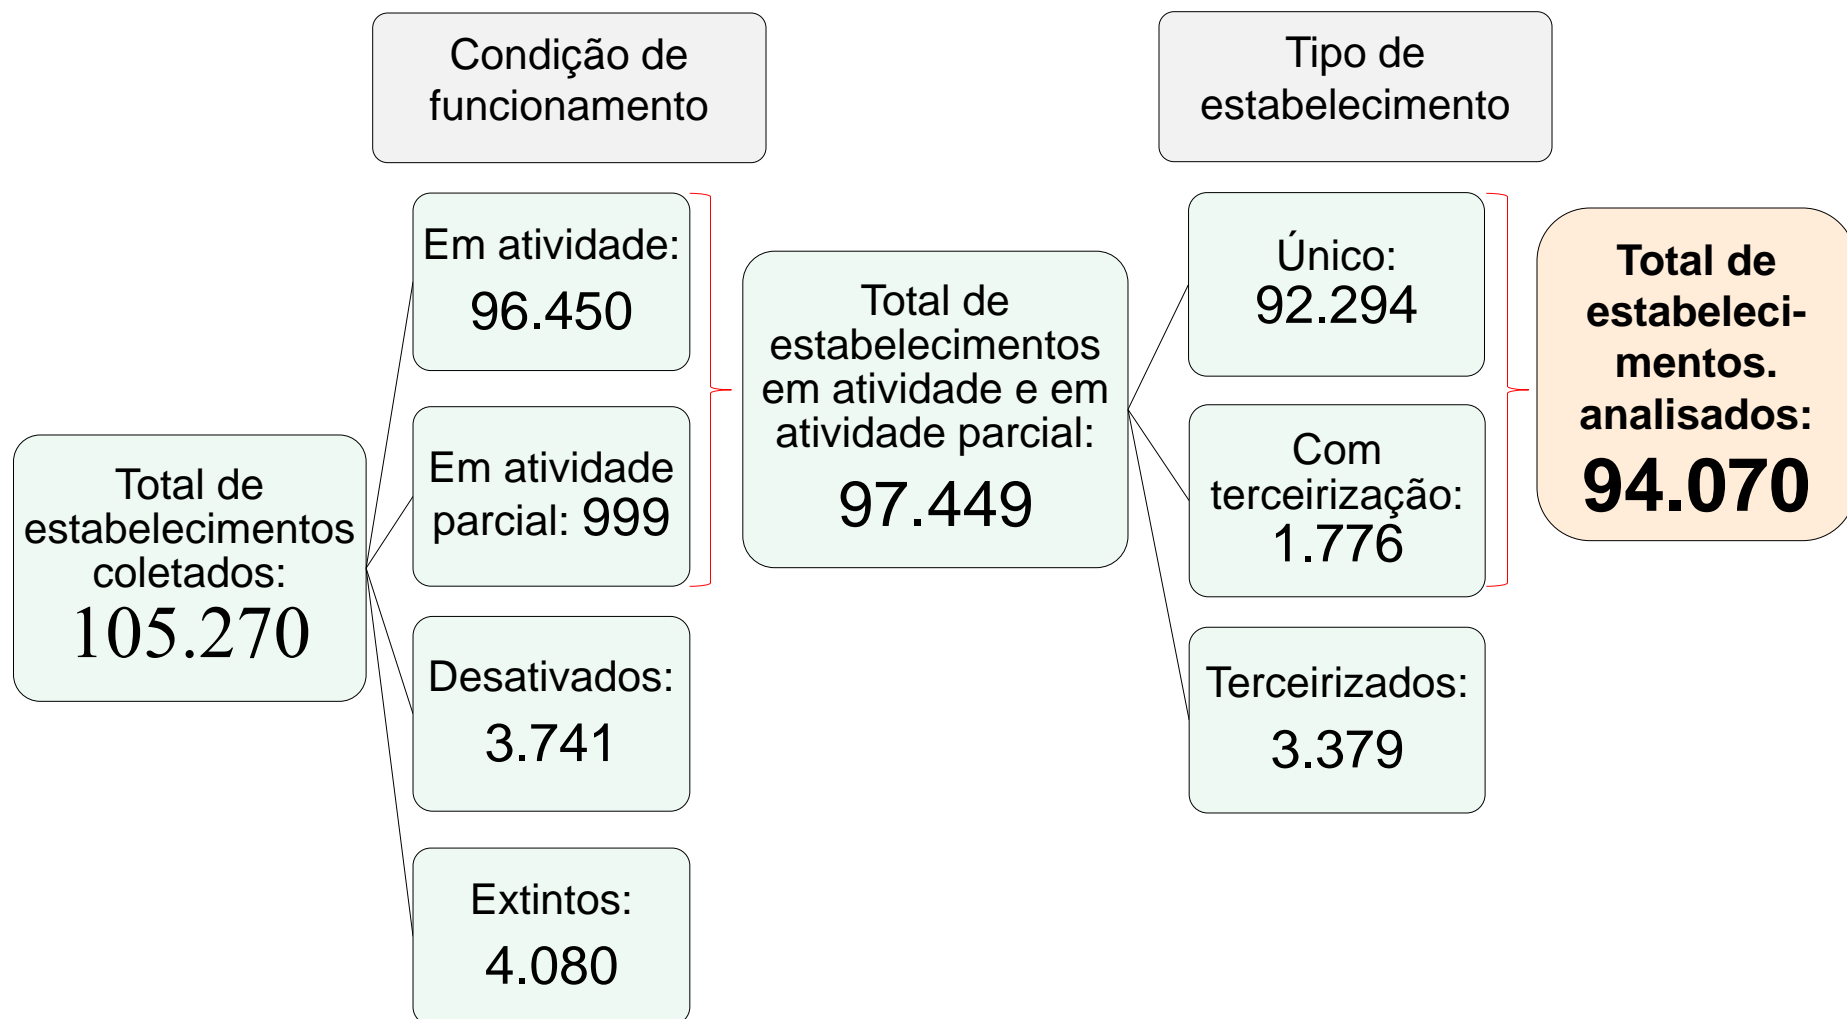 Condição de
funcionamento
Tipo de
estabelecimento
Total de
estabelecimentos
coletados:
105.270
Em atividade:
96.450
Em atividade
parcial: 999
Desativados:
3.741
Extintos:
4.080
Total de
estabelecimentos
em atividade e em
atividade parcial:
97.449
Único:
92.294
Com
terceirização:
1.776
Terceirizados:
3.379
Total de
estabeleci-
mentos.
analisados:
94.070